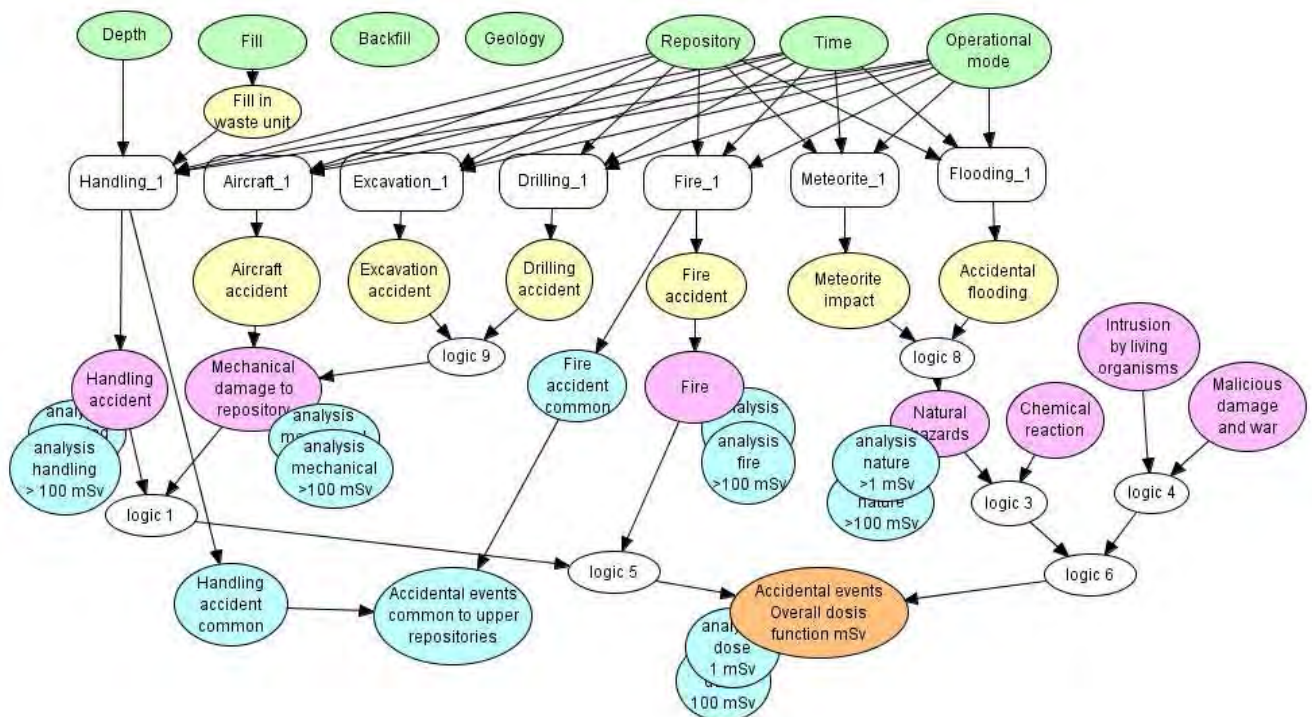 Depth
Fill
Backfill
Geology
Repository
Time
Operational
mode
Fill in
waste unit
Handling_1
Aircraft_1
Excavation_1
Drilling_1
Fire_1
Meteorite_1
Flooding_1
Aircraft
accident
Excavation
accident
Drilling
accident
Fire
accident
Meteorite
impact
Accidental
flooding
logic 9
logic 8
Intrusion
by living
organisms
Handling
accident
Mechanical
damage to
repository
Fire
accident
common
Fire
Natural
hazards
Chemical
reaction
Malicious
damage
and war
analysis
handling
> 100 mSv
analysis
analysis
mechanical
>100 mSv
analysis
fire
>100 mSv
analysis
nature
>1 mSv
nature
>100 mSv
logic 1
logic 3
logic 4
logic 5
logic 6
Handling
accident
common
Accidental events
common to upper
repositories
Accidental events
Overall dosis
function mSv
dose
1 mSv
100 mSv